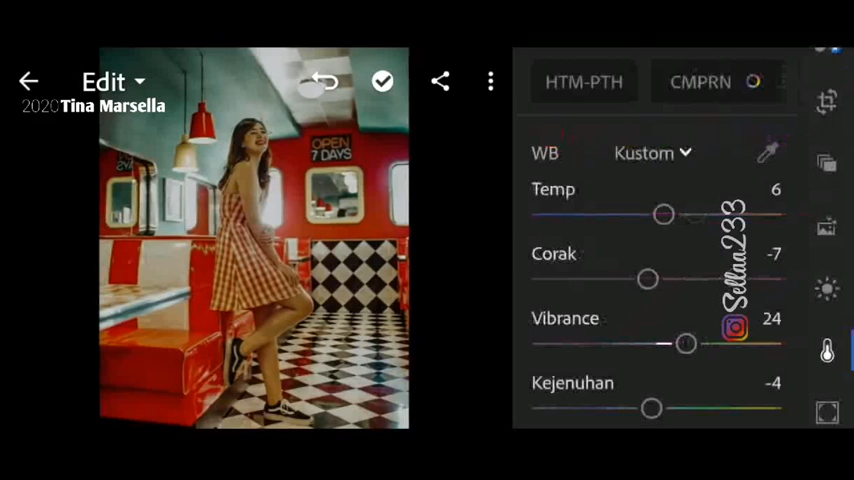 Edit
2020Tina Marsella
OPEN
7 DAYS
HTM-PTH
CMPRN
WB
Kustom
Temp
6
Corak
-7
Vibrance
24
Kejenuhan
-4
Sellaa233